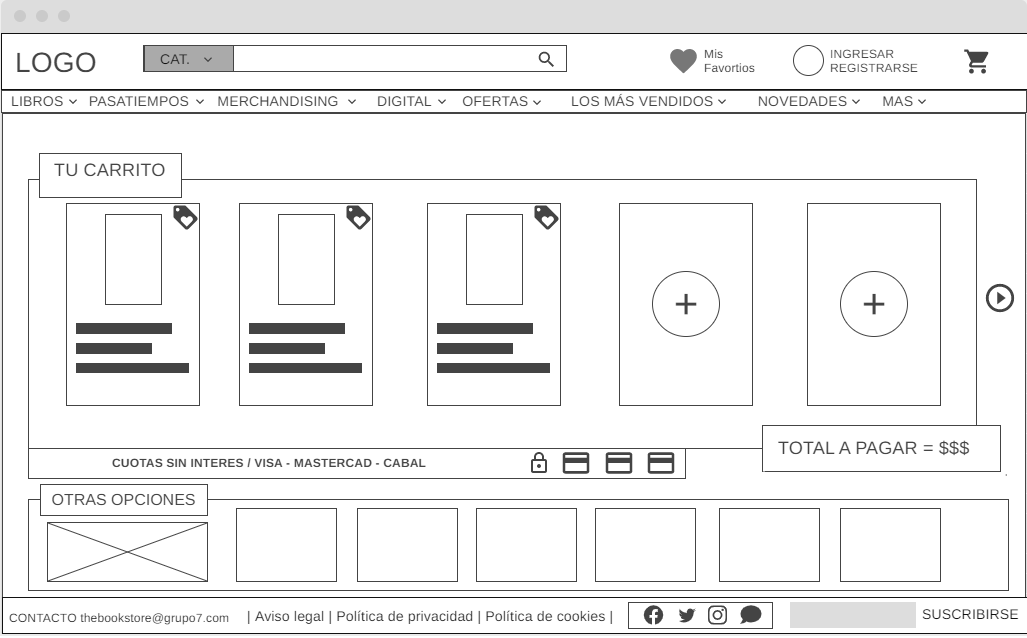 LOGO
CAT.
Mis
Favortios
INGRESAR
REGISTRARSE
LIBROS PASATIEMPOS MERCHANDISING DIGITAL OFERTAS LOS MÁS VENDIDOS NOVEDADES MAS
TU CARRITO
TOTAL A PAGAR = $$$
CUOTAS SIN INTERES / VISA - MASTERCAD - CABAL
OTRAS OPCIONES
CONTACTO thebookstore@grupo7.com | Aviso legal | Política de privacidad | Política de cookies | SUSCRIBIRSE